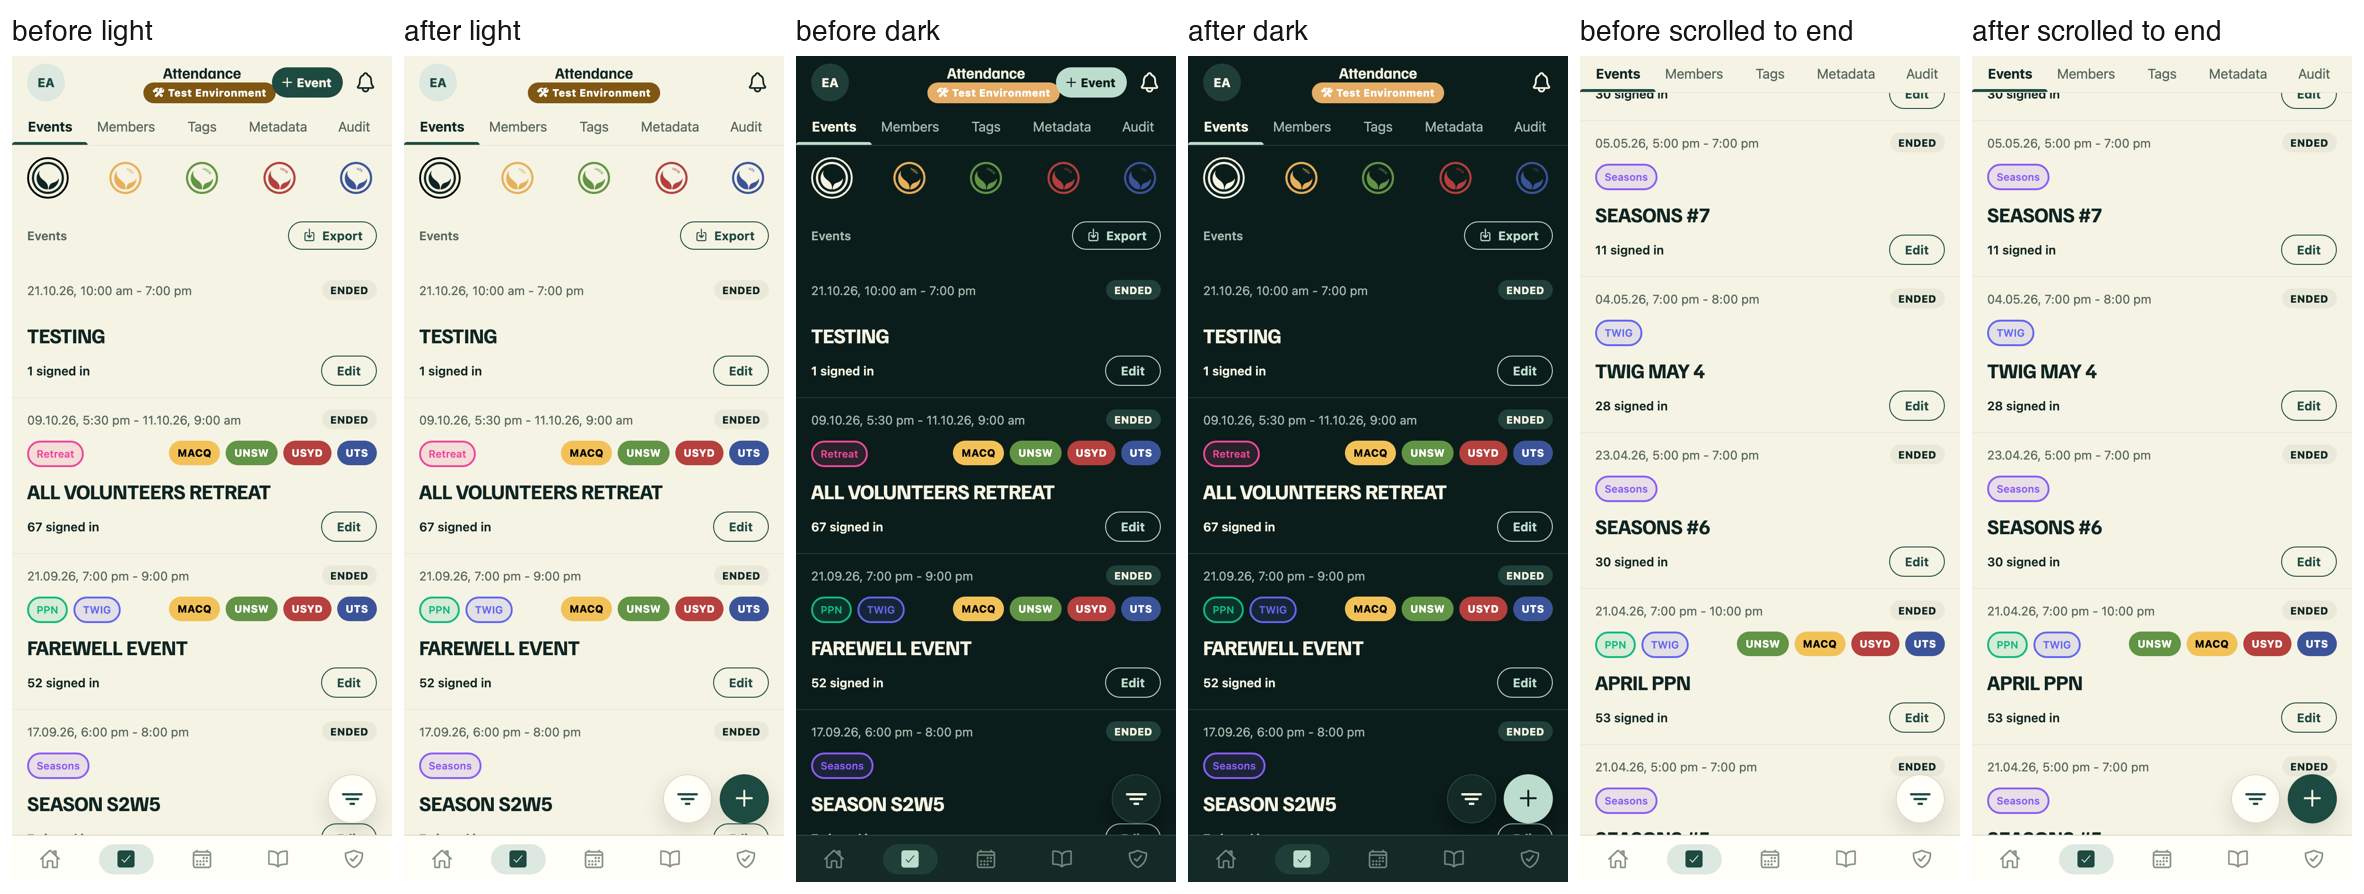 before light
EA
Attendance
🛠 Test Environment
+ Event
Events Members Tags Metadata Audit
Events
Export
21.10.26, 10:00 am - 7:00 pm ENDED
TESTING
1 signed in Edit
09.10.26, 5:30 pm - 11.10.26, 9:00 am ENDED
Retreat MACQ UNSW USYD UTS
ALL VOLUNTEERS RETREAT
67 signed in Edit
21.09.26, 7:00 pm - 9:00 pm ENDED
PPN TWIG MACQ UNSW USYD UTS
FAREWELL EVENT
52 signed in Edit
17.09.26, 6:00 pm - 8:00 pm ENDED
Seasons
SEASON S2W5
after light
EA
Attendance
🛠 Test Environment
Events Members Tags Metadata Audit
Events
Export
21.10.26, 10:00 am - 7:00 pm ENDED
TESTING
1 signed in Edit
09.10.26, 5:30 pm - 11.10.26, 9:00 am ENDED
Retreat MACQ UNSW USYD UTS
ALL VOLUNTEERS RETREAT
67 signed in Edit
21.09.26, 7:00 pm - 9:00 pm ENDED
PPN TWIG MACQ UNSW USYD UTS
FAREWELL EVENT
52 signed in Edit
17.09.26, 6:00 pm - 8:00 pm ENDED
Seasons
SEASON S2W5
before dark
EA
Attendance
🛠 Test Environment
+ Event
Events Members Tags Metadata Audit
Events
Export
21.10.26, 10:00 am - 7:00 pm ENDED
TESTING
1 signed in Edit
09.10.26, 5:30 pm - 11.10.26, 9:00 am ENDED
Retreat MACQ UNSW USYD UTS
ALL VOLUNTEERS RETREAT
67 signed in Edit
21.09.26, 7:00 pm - 9:00 pm ENDED
PPN TWIG MACQ UNSW USYD UTS
FAREWELL EVENT
52 signed in Edit
17.09.26, 6:00 pm - 8:00 pm ENDED
Seasons
SEASON S2W5
Edit
after dark
EA
Attendance
🛠 Test Environment
Events Members Tags Metadata Audit
Events
Export
21.10.26, 10:00 am - 7:00 pm ENDED
TESTING
1 signed in Edit
09.10.26, 5:30 pm - 11.10.26, 9:00 am ENDED
Retreat MACQ UNSW USYD UTS
ALL VOLUNTEERS RETREAT
67 signed in Edit
21.09.26, 7:00 pm - 9:00 pm ENDED
PPN TWIG MACQ UNSW USYD UTS
FAREWELL EVENT
52 signed in Edit
17.09.26, 6:00 pm - 8:00 pm ENDED
Seasons
SEASON S2W5
before scrolled to end
Events Members Tags Metadata Audit
30 signed in Edit
05.05.26, 5:00 pm - 7:00 pm ENDED
Seasons
SEASONS #7
11 signed in Edit
04.05.26, 7:00 pm - 8:00 pm ENDED
TWIG
TWIG MAY 4
28 signed in Edit
23.04.26, 5:00 pm - 7:00 pm ENDED
Seasons
SEASONS #6
30 signed in Edit
21.04.26, 7:00 pm - 10:00 pm ENDED
PPN TWIG UNSW MACQ USYD UTS
APRIL PPN
53 signed in Edit
21.04.26, 5:00 pm - 7:00 pm ENDED
Seasons
after scrolled to end
Events Members Tags Metadata Audit
30 signed in Edit
05.05.26, 5:00 pm - 7:00 pm ENDED
Seasons
SEASONS #7
11 signed in Edit
04.05.26, 7:00 pm - 8:00 pm ENDED
TWIG
TWIG MAY 4
28 signed in Edit
23.04.26, 5:00 pm - 7:00 pm ENDED
Seasons
SEASONS #6
30 signed in Edit
21.04.26, 7:00 pm - 10:00 pm ENDED
PPN TWIG UNSW MACQ USYD UTS
APRIL PPN
53 signed in Edit
21.04.26, 5:00 pm - 7:00 pm ENDED
Seasons